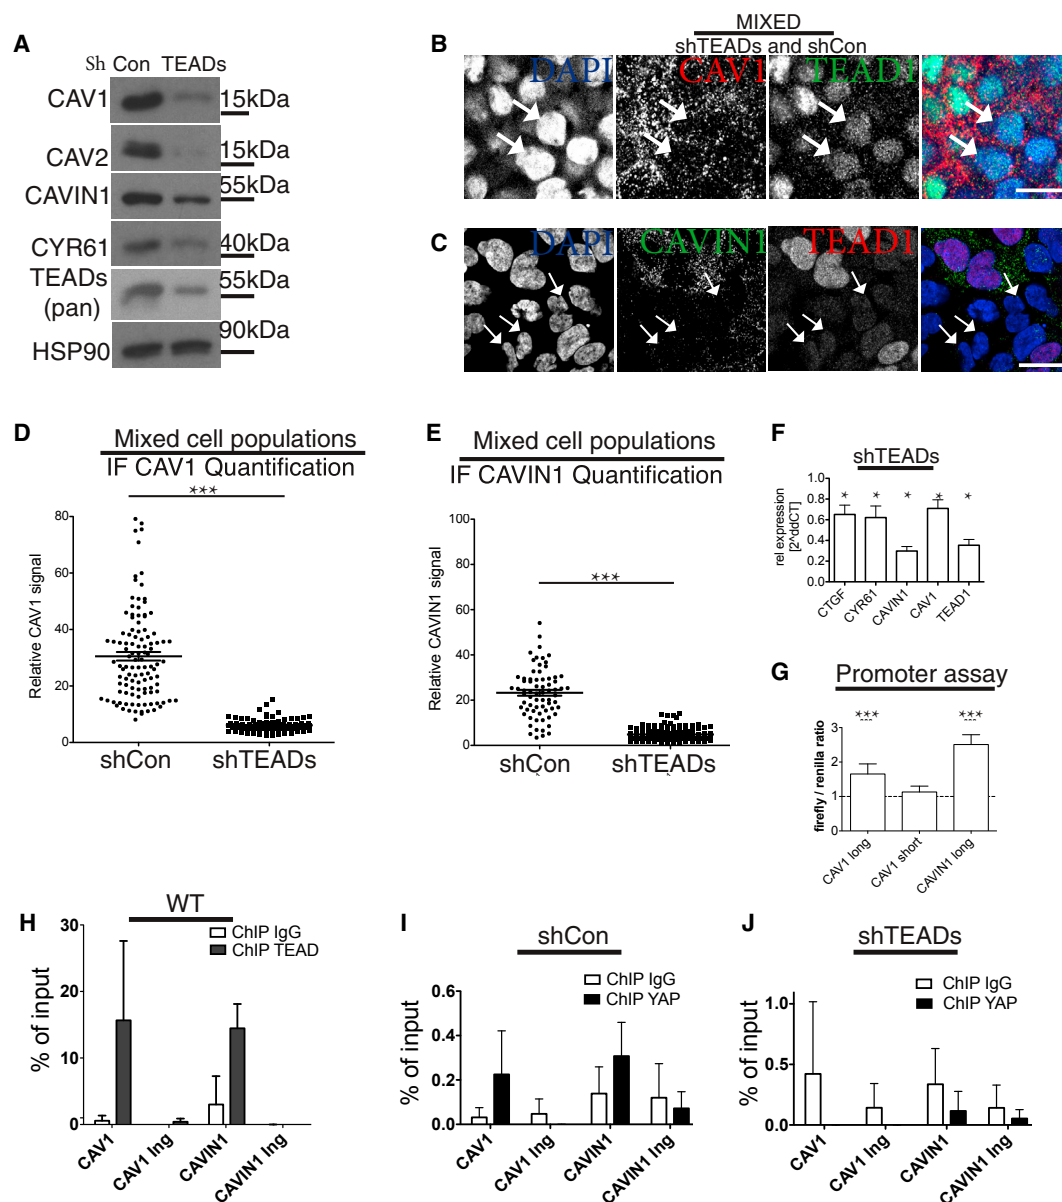 A
Sh Con TEADs
CAV1 15kDa
CAV2 15kDa
CAVIN1 55kDa
CYR61 40kDa
TEADs (pan) 55kDa
HSP90 90kDa
B
MIXED
shTEADs and shCon
DAPI CAV1 TEAD1
C
DAPI CAVIN1 TEAD1
D
Mixed cell populations
IF CAV1 Quantification
***
Relative CAV1 signal
80
60
40
20
0
shCon shTEADs
E
Mixed cell populations
IF CAVIN1 Quantification
***
Relative CAVIN1 signal
100
80
60
40
20
0
shCon shTEADs
F
shTEADs
* * * * *
rel expression
[2^ddCT]
1.0
0.8
0.6
0.4
0.2
0.0
CTGF CYR61 CAVIN1 CAV1 TEAD1
G
Promoter assay
*** ***
firefly / renilla ratio
3
2
1
0
CAV1 long CAV1 short CAVIN1 long
H
WT
ChIP IgG
ChIP TEAD
% of input
30
20
10
0
CAV1 CAV1 Ing CAVIN1 CAVIN1 Ing
I
shCon
ChIP IgG
ChIP YAP
% of input
0.6
0.4
0.2
0.0
CAV1 CAV1 Ing CAVIN1 CAVIN1 Ing
J
shTEADs
ChIP IgG
ChIP YAP
% of input
1.0
0.5
0.0
CAV1 CAV1 Ing CAVIN1 CAVIN1 Ing